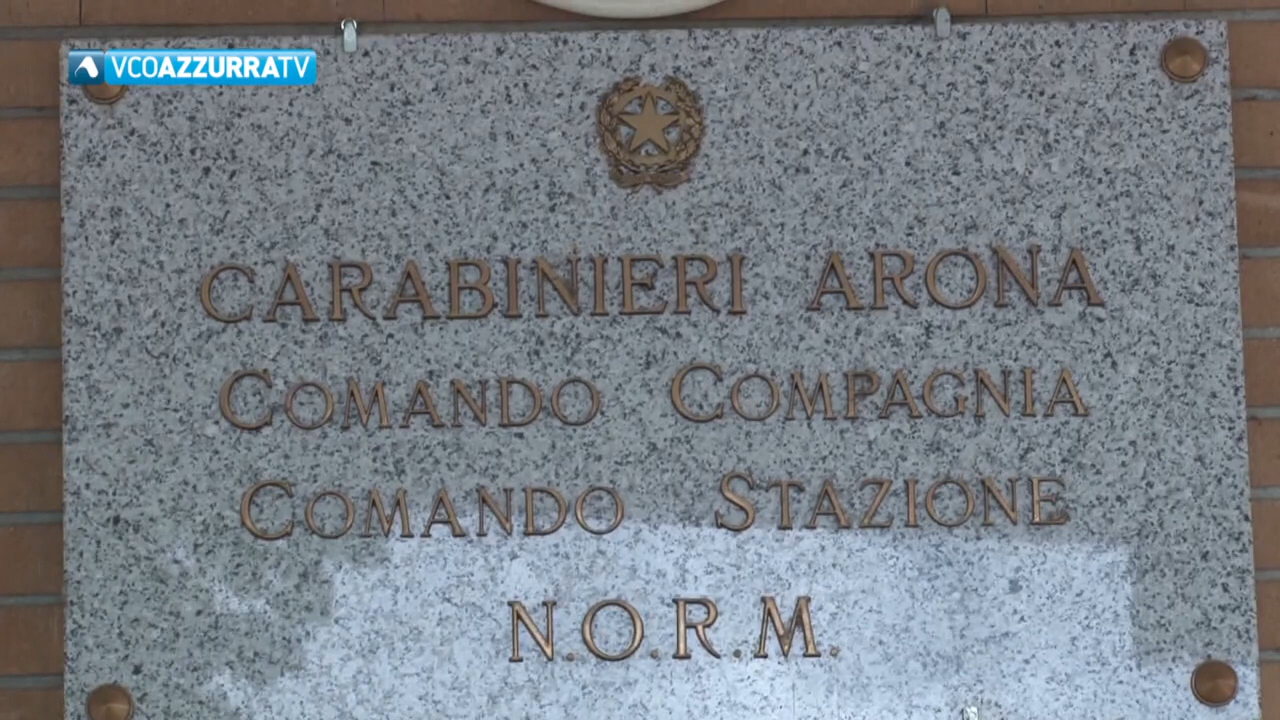 VCOAZZURRATV
CARABINIERI ARONA
COMANDO COMPAGNIA
COMANDO STAZIONE
N.O.R.M.